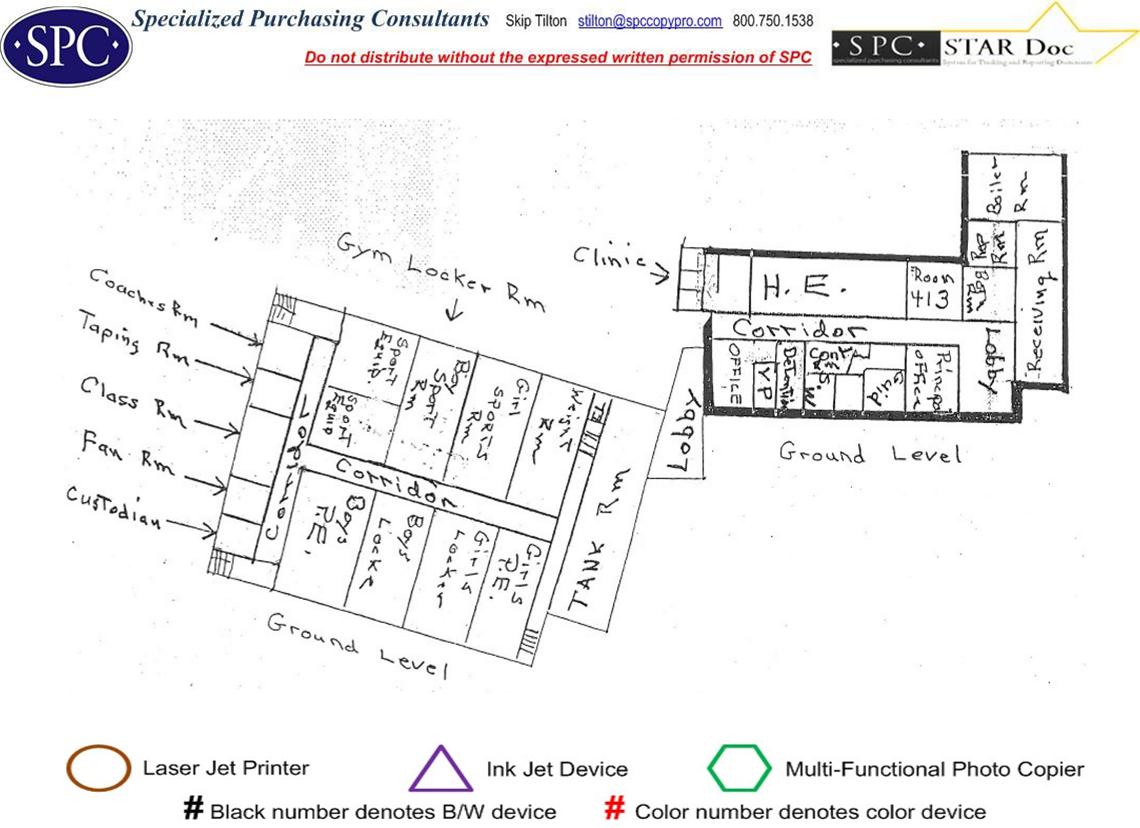 SPC
Specialized Purchasing Consultants Skip Tilton stilton@spccopypro.com 800.750.1538
Do not distribute without the expressed written permission of SPC
SPC STAR Doc
specialized purchasing consultants System for Tracking and Reporting Documents
Boiler Rm
Rep Rm
Receiving Rm
Clinic
H.E.
Room 413
Corridor
Lobby
OFFICE
VP
Detention
Conf
Guid
Principal office
Ground Level
Lobby
Gym Locker Rm
Coaches Rm
Taping Rm
Class Rm
Fan Rm
Custodian
Sport Equip
Sport Equip
Boy Sport Rm
Girl Sports Rm
Weight Rm
Corridor
Corridor
Boys P.E.
Boys Locker
Girls Locker
Girls P.E.
TANK Rm
Ground Level
Laser Jet Printer
Ink Jet Device
Multi-Functional Photo Copier
# Black number denotes B/W device
# Color number denotes color device